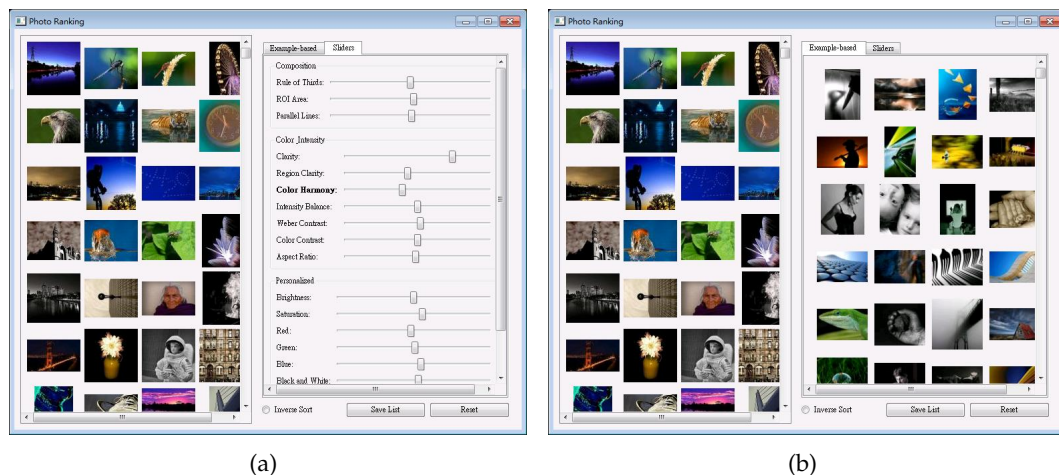 Photo Ranking
Example-based Sliders
Composition
Rule of Thirds:
ROI Area:
Parallel Lines:
Color Intensity
Clarity:
Region Clarity:
Color Harmony:
Intensity Balance:
Weber Contrast:
Color Contrast:
Aspect Ratio:
Personalized
Brightness:
Saturation:
Red:
Green:
Blue:
Black and White:
Inverse Sort Save List Reset
(a)
Photo Ranking
Example-based Sliders
Inverse Sort Save List Reset
(b)